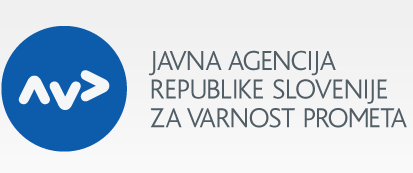 AVP
JAVNA AGENCIJA
REPUBLIKE SLOVENIJE
ZA VARNOST PROMETA